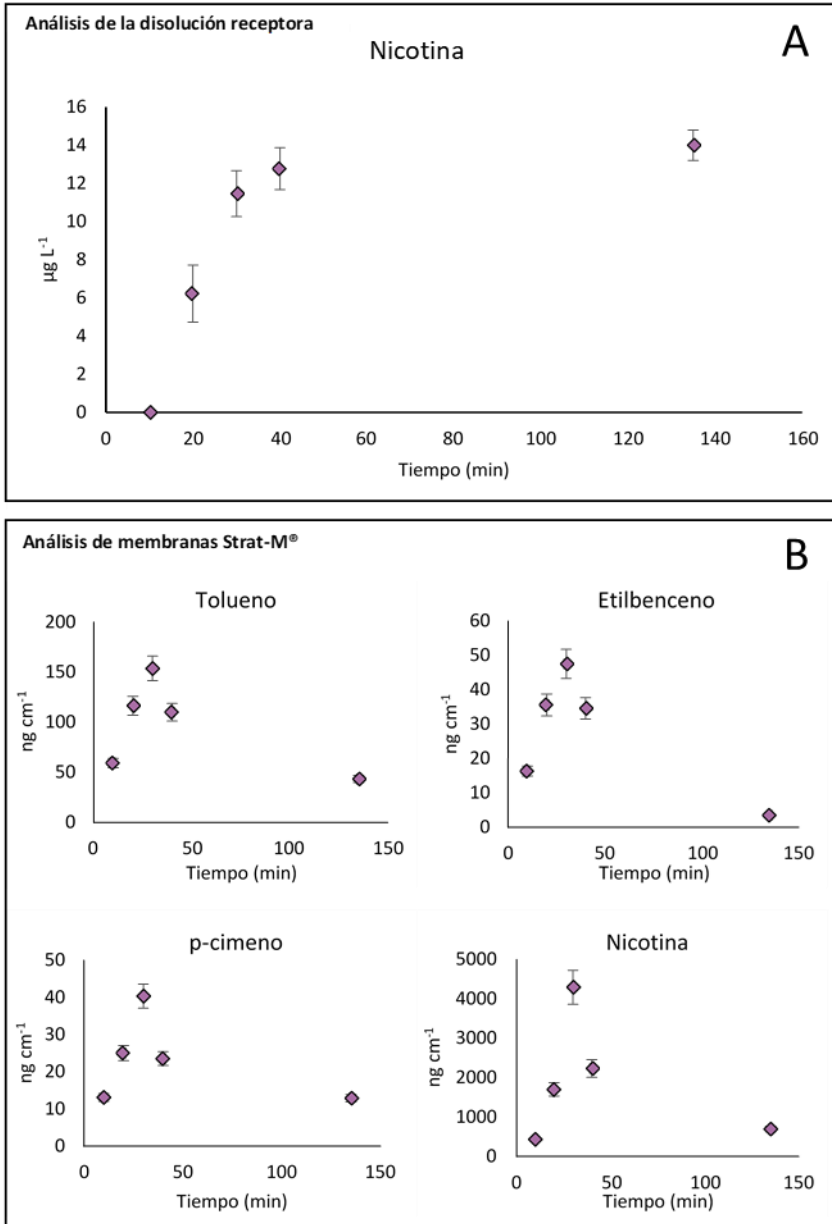 Análisis de la disolución receptora
A
Nicotina
16
14
12
10
8
6
4
2
0
µg L⁻¹
0 20 40 60 80 100 120 140 160
Tiempo (min)
Análisis de membranas Strat-M®
B
Tolueno
200
150
100
50
0
ng cm⁻¹
0 50 100 150
Tiempo (min)
Etilbenceno
60
50
40
30
20
10
0
ng cm⁻¹
0 50 100 150
Tiempo (min)
p-cimeno
50
40
30
20
10
0
ng cm⁻¹
0 50 100 150
Tiempo (min)
Nicotina
5000
4000
3000
2000
1000
0
ng cm⁻¹
0 50 100 150
Tiempo (min)